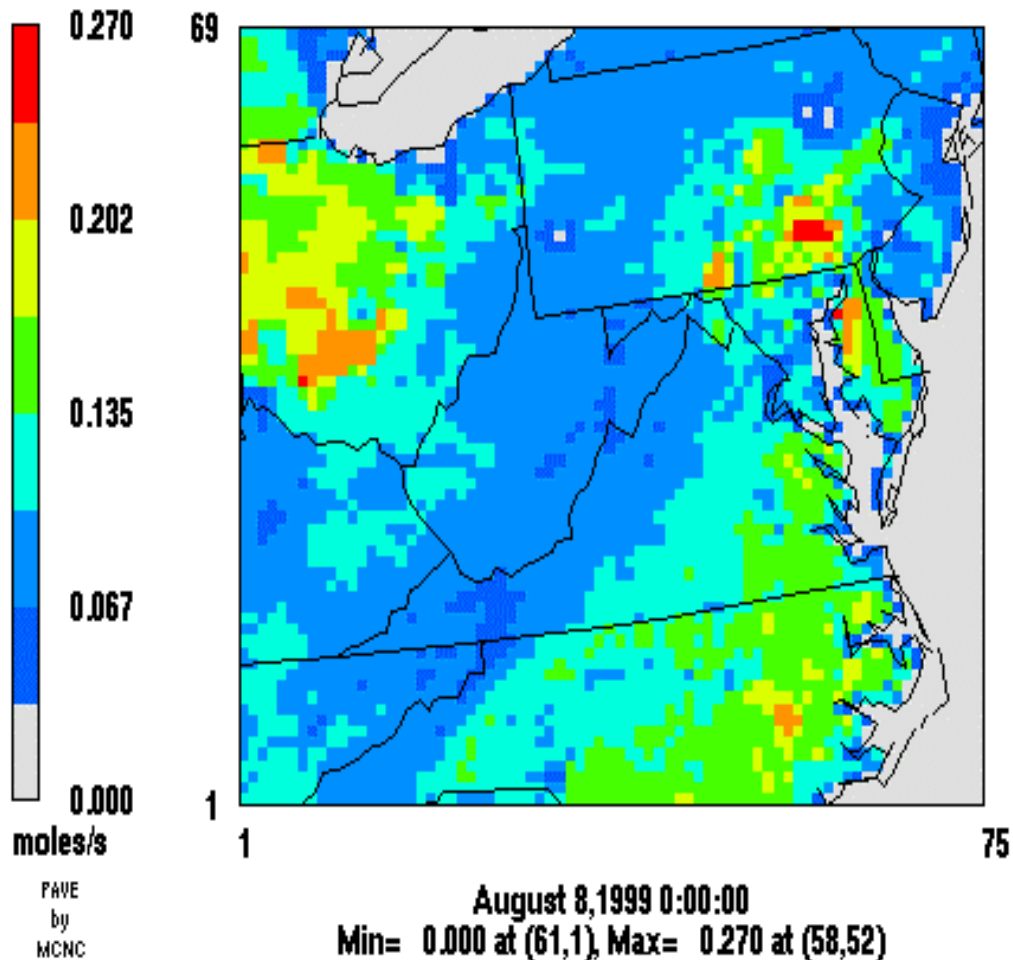 0.270
0.202
0.135
0.067
0.000
moles/s
PAVE
by
MCNC
69
1
1
75
August 8,1999 0:00:00
Min= 0.000 at (61,1), Max= 0.270 at (58,52)